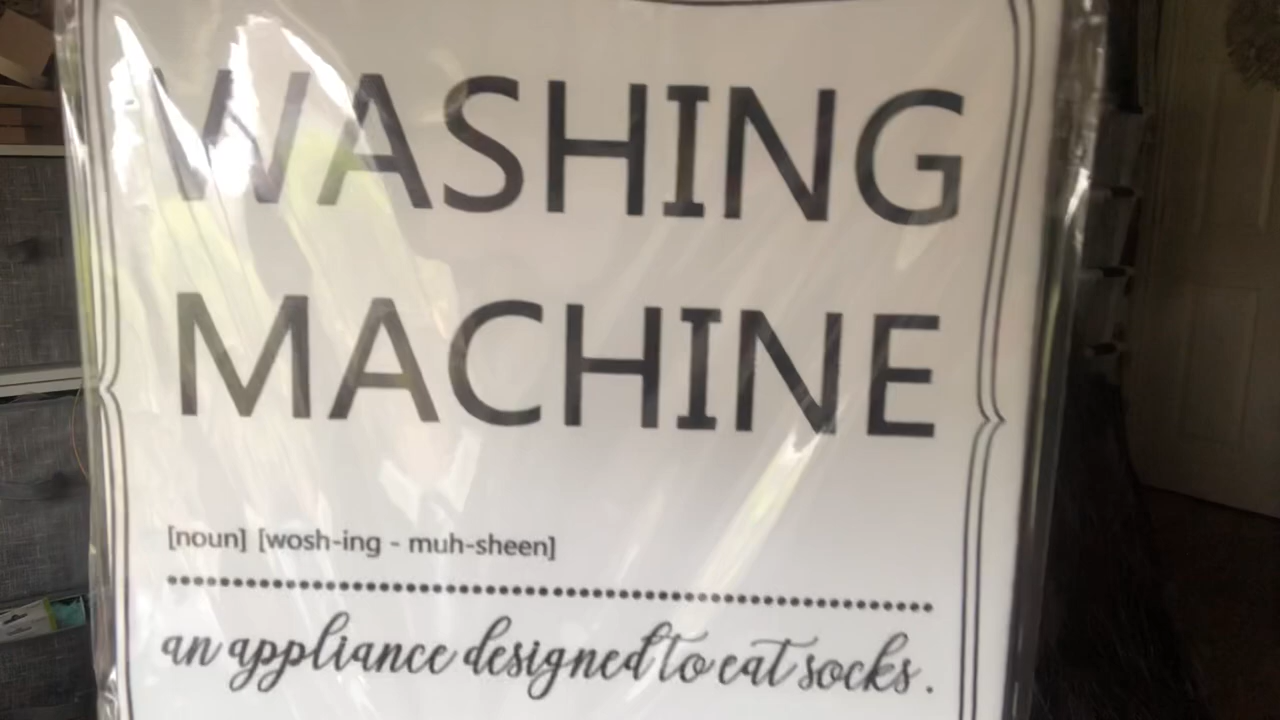 WASHING
MACHINE
[noun] [wosh-ing - muh-sheen]
an appliance designed to eat socks.